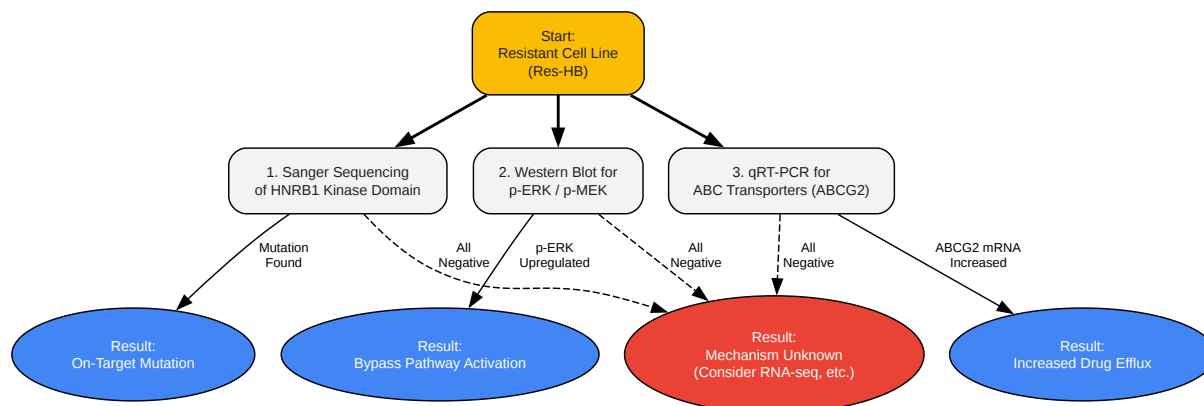 Start:
Resistant Cell Line
(Res-HB)
1. Sanger Sequencing
of HNRB1 Kinase Domain
2. Western Blot for
p-ERK / p-MEK
3. qRT-PCR for
ABC Transporters (ABCG2)
Mutation
Found
All
Negative
p-ERK
Upregulated
All
Negative
All
Negative
ABCG2 mRNA
Increased
Result:
On-Target Mutation
Result:
Bypass Pathway Activation
Result:
Mechanism Unknown
(Consider RNA-seq, etc.)
Result:
Increased Drug Efflux